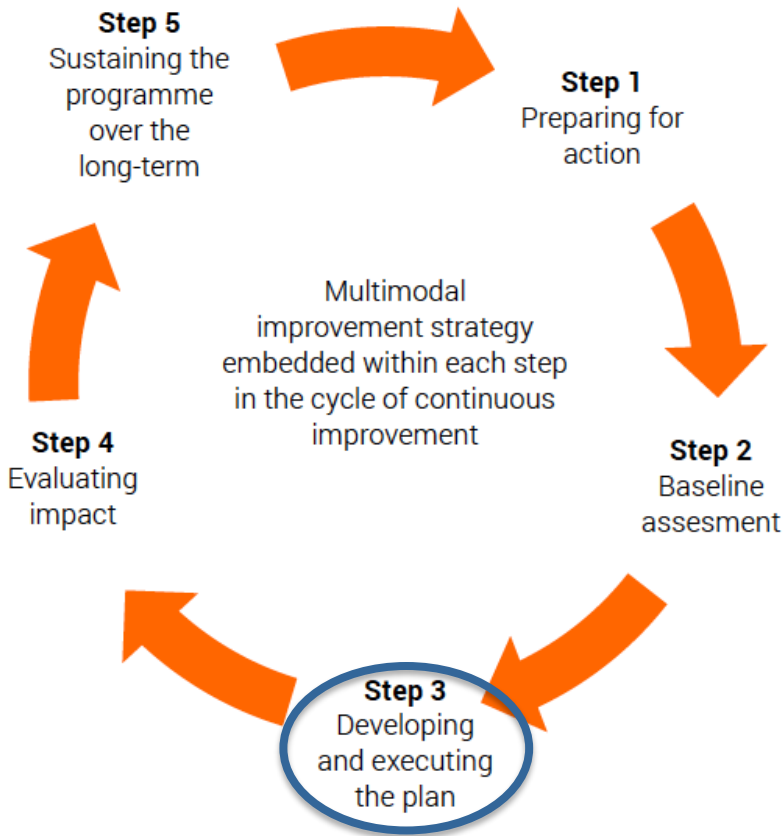 Step 5
Sustaining the
programme
over the
long-term
Step 1
Preparing for
action
Multimodal
improvement strategy
embedded within each step
in the cycle of continuous
improvement
Step 4
Evaluating
impact
Step 2
Baseline
assesment
Step 3
Developing
and executing
the plan